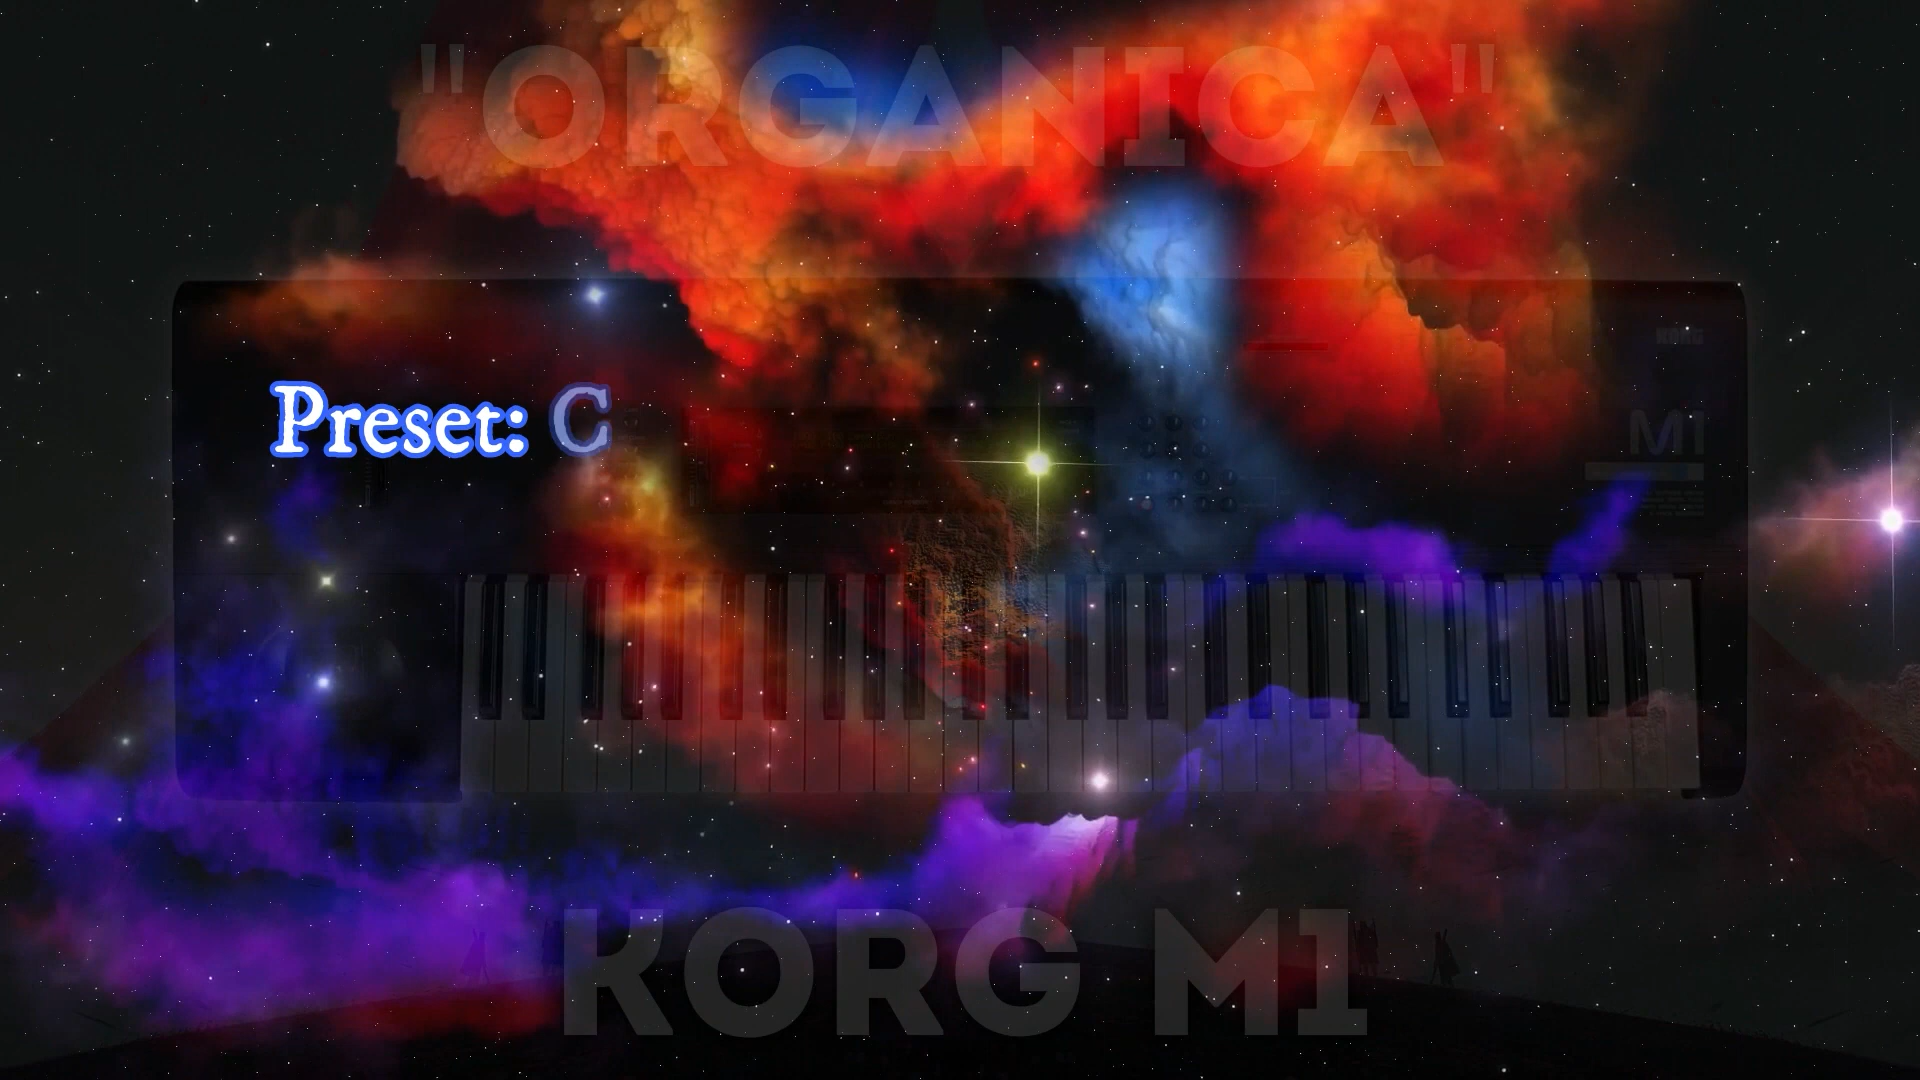 "ORGANICA"
KORG
Preset: C
M1
KORG M1